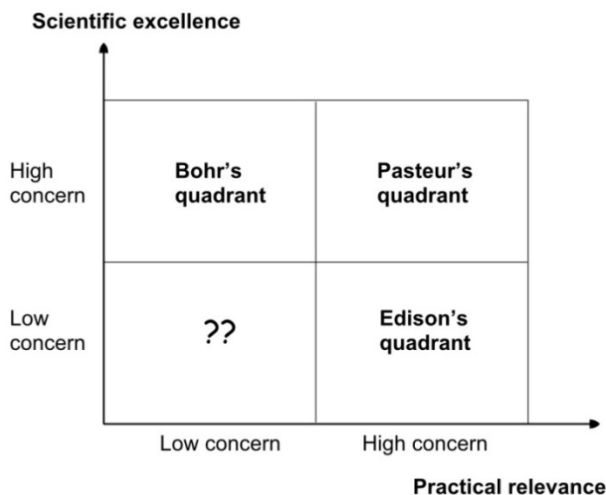 Scientific excellence
High
concern
Bohr's
quadrant
Pasteur's
quadrant
Low
concern
??
Edison's
quadrant
Low concern
High concern
Practical relevance